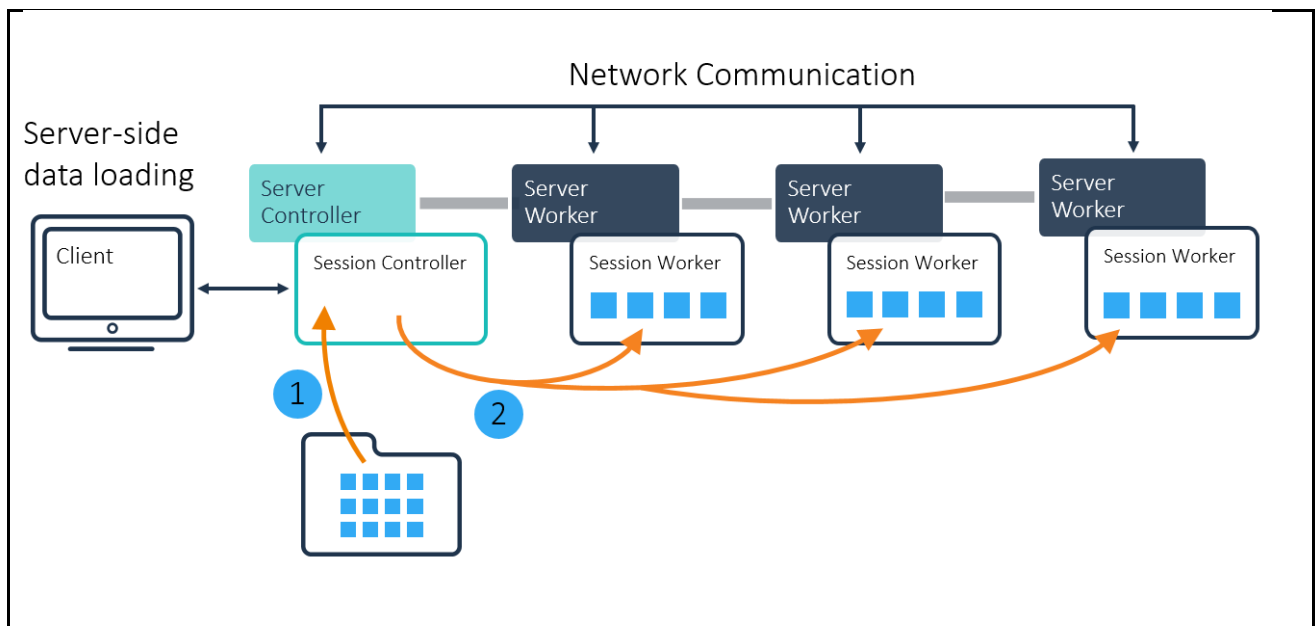 Network Communication
Server-side
data loading
Client
Server
Controller
Session Controller
Server
Worker
Session Worker
Server
Worker
Session Worker
Server
Worker
Session Worker
1
2